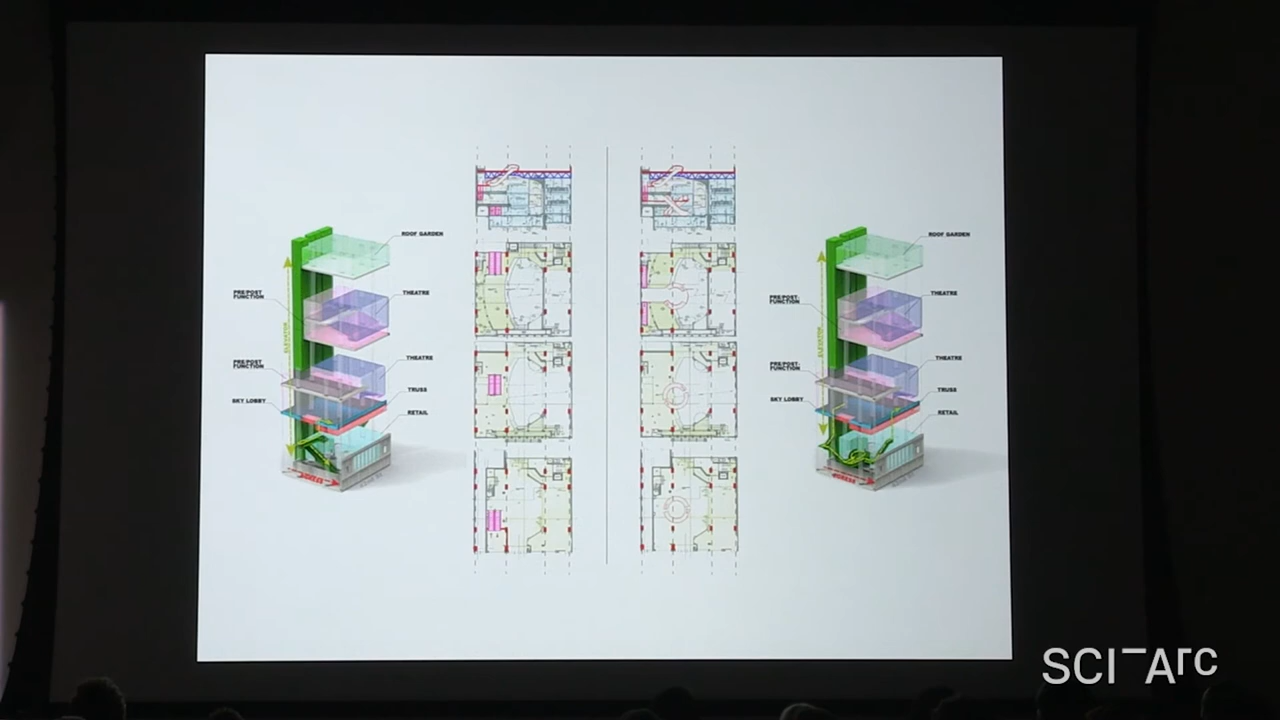 ROOF GARDEN
PRE/POST
FUNCTION
THEATRE
ELEVATOR
PRE/POST
FUNCTION
THEATRE
SKY LOBBY
TRUSS
RETAIL
ROOF GARDEN
PRE/POST-
FUNCTION
THEATRE
ELEVATOR
PRE/POST-
FUNCTION
THEATRE
SKY LOBBY
TRUSS
RETAIL
SCI-Arc